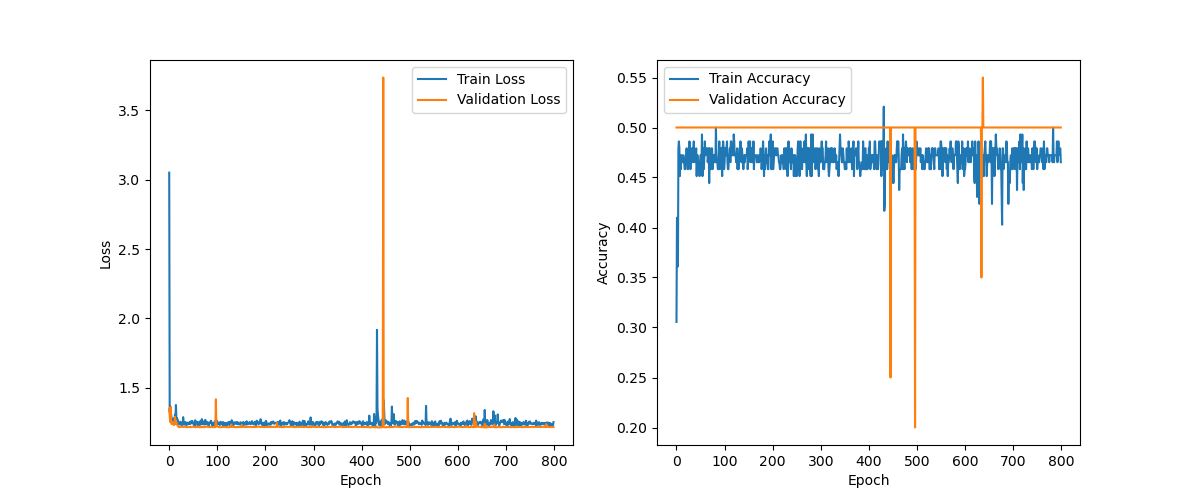 Train Loss
Validation Loss
3.5
3.0
2.5
2.0
1.5
Loss
0 100 200 300 400 500 600 700 800
Epoch
Train Accuracy
Validation Accuracy
0.55
0.50
0.45
0.40
0.35
0.30
0.25
0.20
Accuracy
0 100 200 300 400 500 600 700 800
Epoch